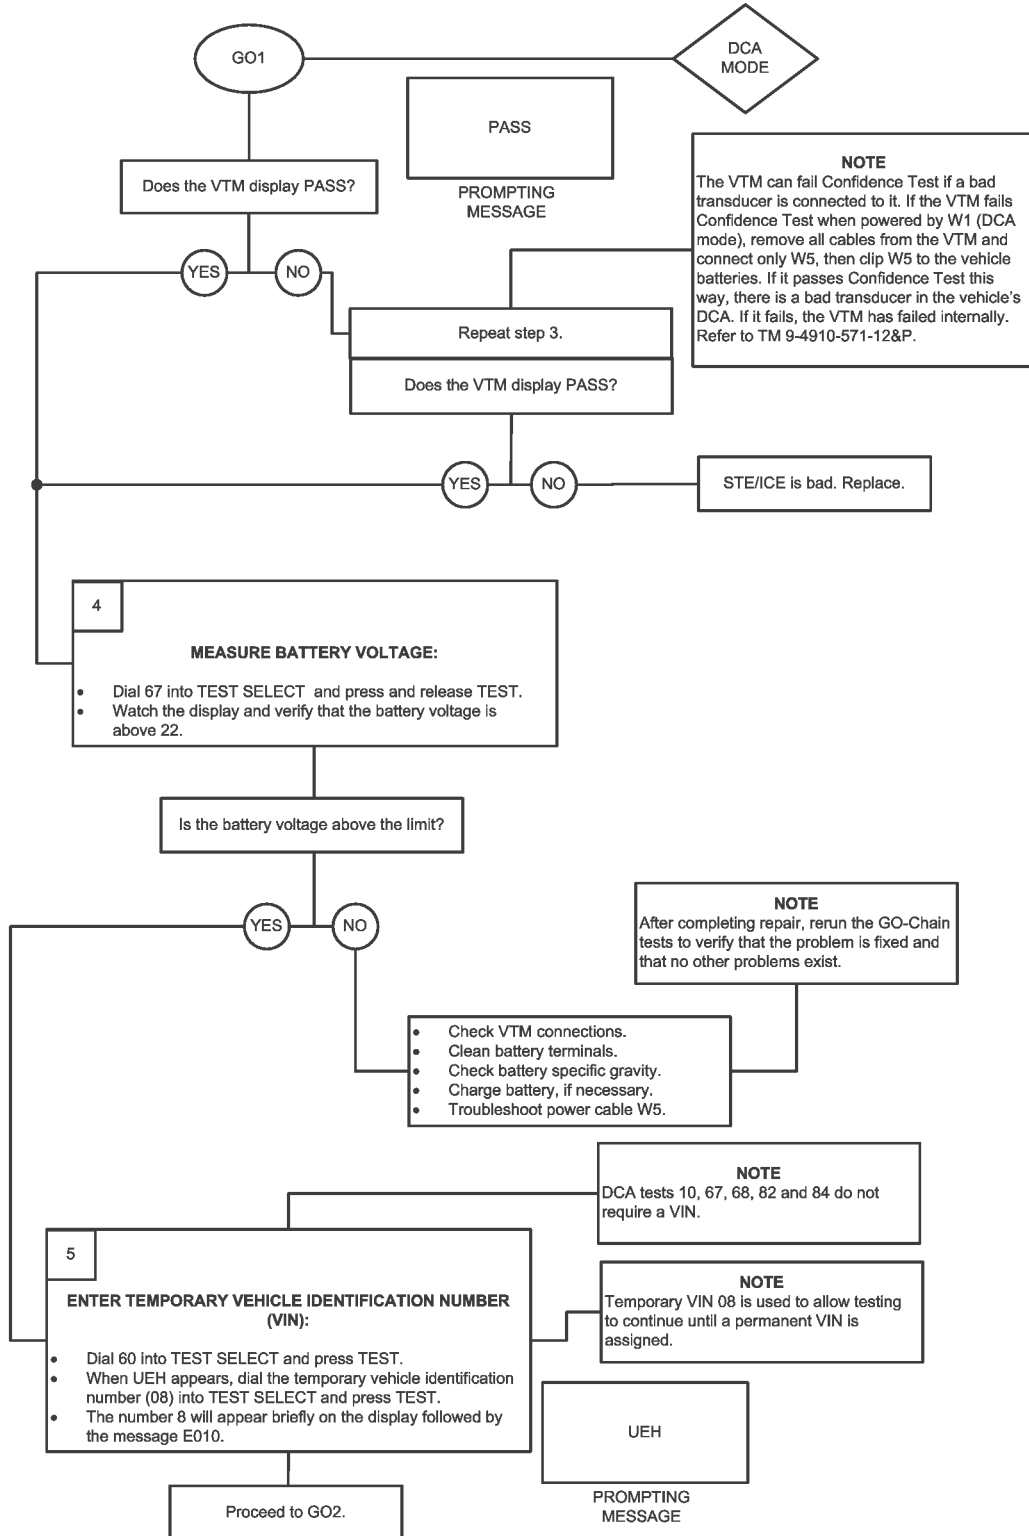 GO1
DCA
MODE
PASS
PROMPTING
MESSAGE
Does the VTM display PASS?
NOTE
The VTM can fail Confidence Test if a bad
transducer is connected to it. If the VTM fails
Confidence Test when powered by W1 (DCA
mode), remove all cables from the VTM and
connect only W5, then clip W5 to the vehicle
batteries. If it passes Confidence Test this
way, there is a bad transducer in the vehicle's
DCA. If it fails, the VTM has failed internally.
Refer to TM 9-4910-571-12&P.
YES
NO
Repeat step 3.
Does the VTM display PASS?
YES
NO
STE/ICE is bad. Replace.
4
MEASURE BATTERY VOLTAGE:
• Dial 67 into TEST SELECT and press and release TEST.
• Watch the display and verify that the battery voltage is
above 22.
Is the battery voltage above the limit?
YES
NO
NOTE
After completing repair, rerun the GO-Chain
tests to verify that the problem is fixed and
that no other problems exist.
• Check VTM connections.
• Clean battery terminals.
• Check battery specific gravity.
• Charge battery, if necessary.
• Troubleshoot power cable W5.
NOTE
DCA tests 10, 67, 68, 82 and 84 do not
require a VIN.
5
ENTER TEMPORARY VEHICLE IDENTIFICATION NUMBER
(VIN):
• Dial 60 into TEST SELECT and press TEST.
• When UEH appears, dial the temporary vehicle identification
number (08) into TEST SELECT and press TEST.
• The number 8 will appear briefly on the display followed by
the message E010.
NOTE
Temporary VIN 08 is used to allow testing
to continue until a permanent VIN is
assigned.
UEH
PROMPTING
MESSAGE
Proceed to GO2.